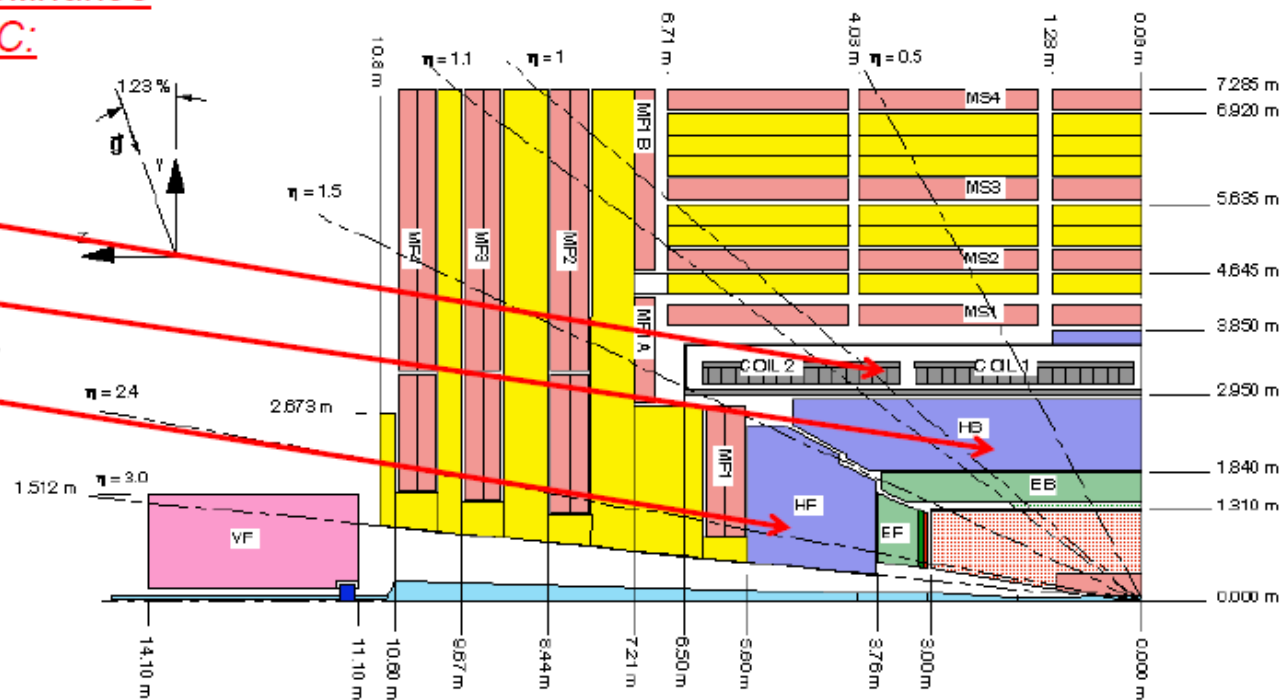 C:
6.71 m
4.03 m
1.28 m
0.00 m
10.8 m
η = 1.1
η = 1
η = 0.5
1.23 %
g
Y
Z
7.285 m
6.920 m
5.635 m
4.645 m
3.850 m
2.950 m
1.840 m
1.310 m
0.000 m
MS4
MS3
MS2
MS1
MF1B
MF1A
MF4
MF3
MF2
MF1
η = 1.5
COIL 2
COIL 1
η = 2.4
2.673 m
HB
EB
HF
EF
η = 3.0
1.512 m
VF
14.10 m
11.10 m
10.60 m
9.67 m
8.44 m
7.21 m
6.50 m
5.60 m
3.76 m
3.00 m
0.000 m